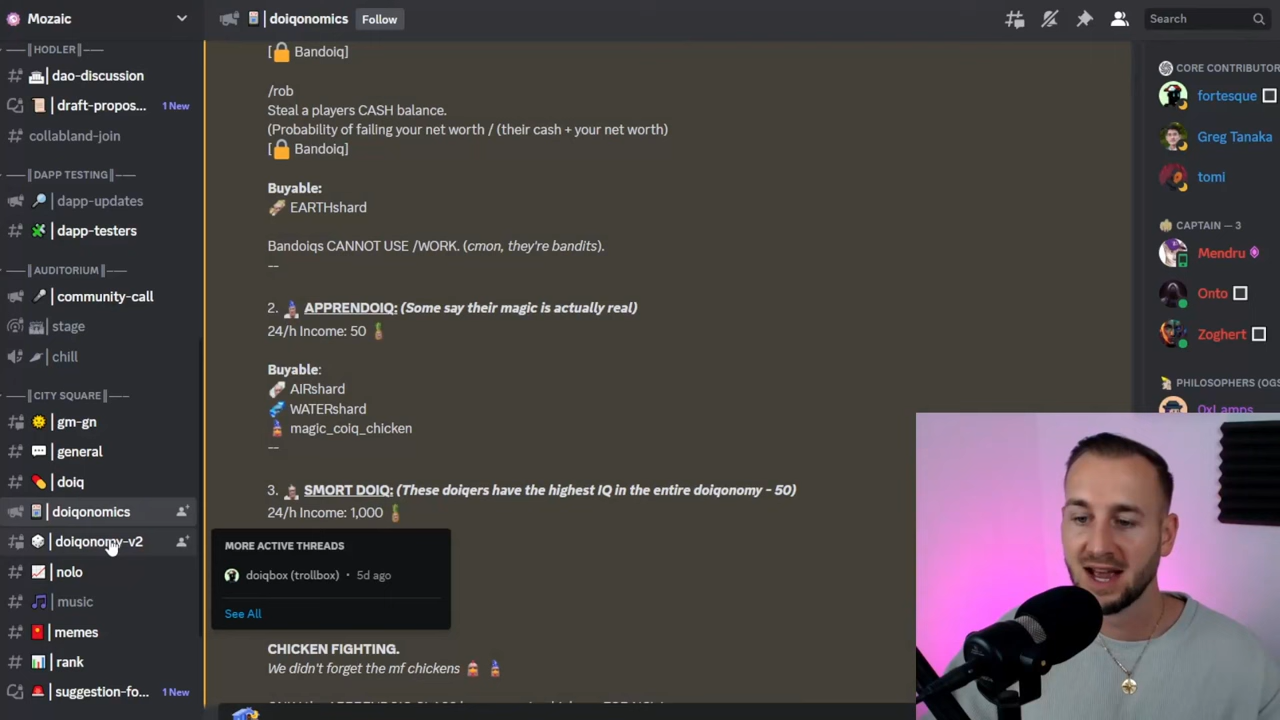 Mozaic
| doiqonomics
Follow
Search
——║HODLER║——
| dao-discussion
| draft-propos...
1 New
collabland-join
——║DAPP TESTING║——
| dapp-updates
| dapp-testers
——║AUDITORIUM║——
| community-call
stage
chill
——║CITY SQUARE║——
| gm-gn
| general
| doiq
| doiqonomics
| doiqonomy-v2
| nolo
| music
| memes
| rank
| suggestion-fo...
1 New
[🔒 Bandoiq]
/rob
Steal a players CASH balance.
(Probability of failing your net worth / (their cash + your net worth)
[🔒 Bandoiq]
Buyable:
EARTHshard
Bandoiqs CANNOT USE /WORK. (cmon, they're bandits).
--
2. APPRENDOIQ: (Some say their magic is actually real)
24/h Income: 50
Buyable:
AIRshard
WATERshard
magic_coiq_chicken
--
3. SMORT DOIQ: (These doiqers have the highest IQ in the entire doiqonomy - 50)
24/h Income: 1,000
MORE ACTIVE THREADS
doiqbox (trollbox) • 5d ago
See All
CHICKEN FIGHTING.
We didn't forget the mf chickens
CORE CONTRIBUTOR
fortesque
Greg Tanaka
tomi
CAPTAIN — 3
Mendru
Onto
Zoghert
PHILOSOPHERS (OGS
0xLamps